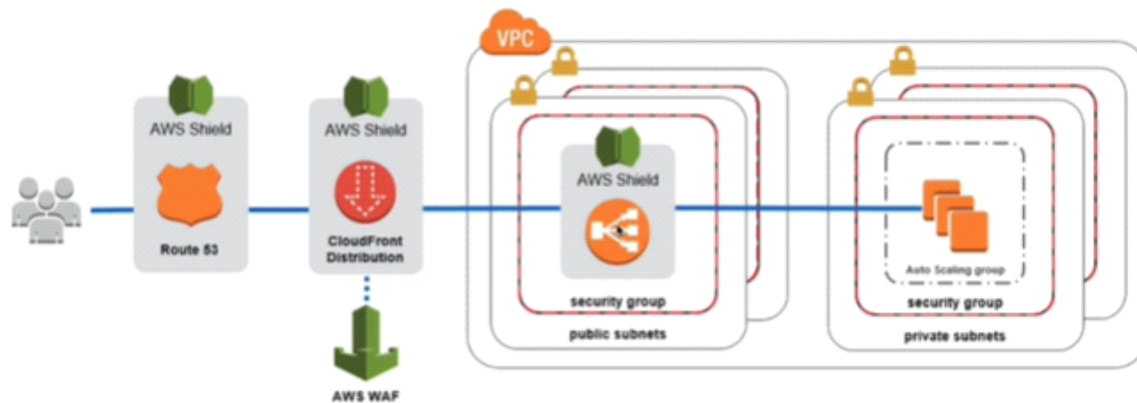 VPC
AWS Shield
Route 53
AWS Shield
CloudFront
Distribution
AWS WAF
AWS Shield
security group
public subnets
Auto Scaling group
security group
private subnets